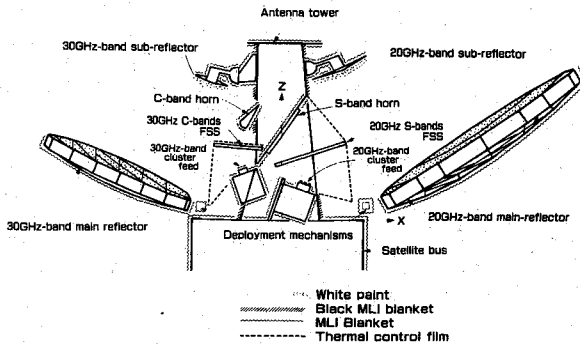 Antenna tower
30GHz-band sub-reflector
20GHz-band sub-reflector
Z
C-band horn
S-band horn
30GHz C-bands
FSS
20GHz S-bands
FSS
30GHz-band
cluster
feed
20GHz-band
cluster
feed
30GHz-band main reflector
X
20GHz-band main-reflector
Deployment mechanisms
Satellite bus
White paint
Black MLI blanket
MLI Blanket
Thermal control film